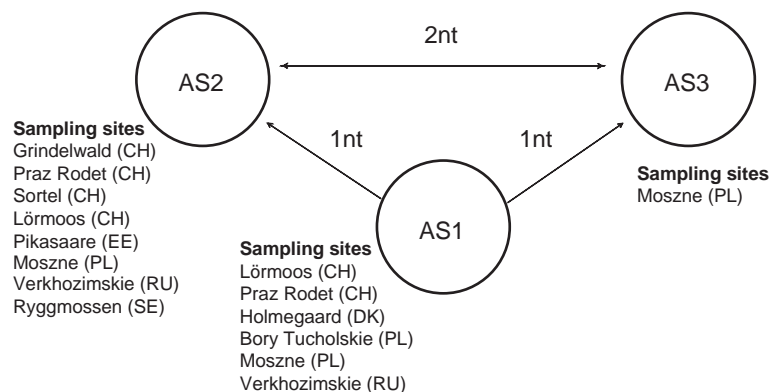 2nt
AS2
AS3
1nt
1nt
AS1
Sampling sites
Grindelwald (CH)
Praz Rodet (CH)
Sortel (CH)
Lörmoos (CH)
Pikasaare (EE)
Moszne (PL)
Verkhozimskie (RU)
Ryggmossen (SE)
Sampling sites
Lörmoos (CH)
Praz Rodet (CH)
Holmegaard (DK)
Bory Tucholskie (PL)
Moszne (PL)
Verkhozimskie (RU)
Sampling sites
Moszne (PL)